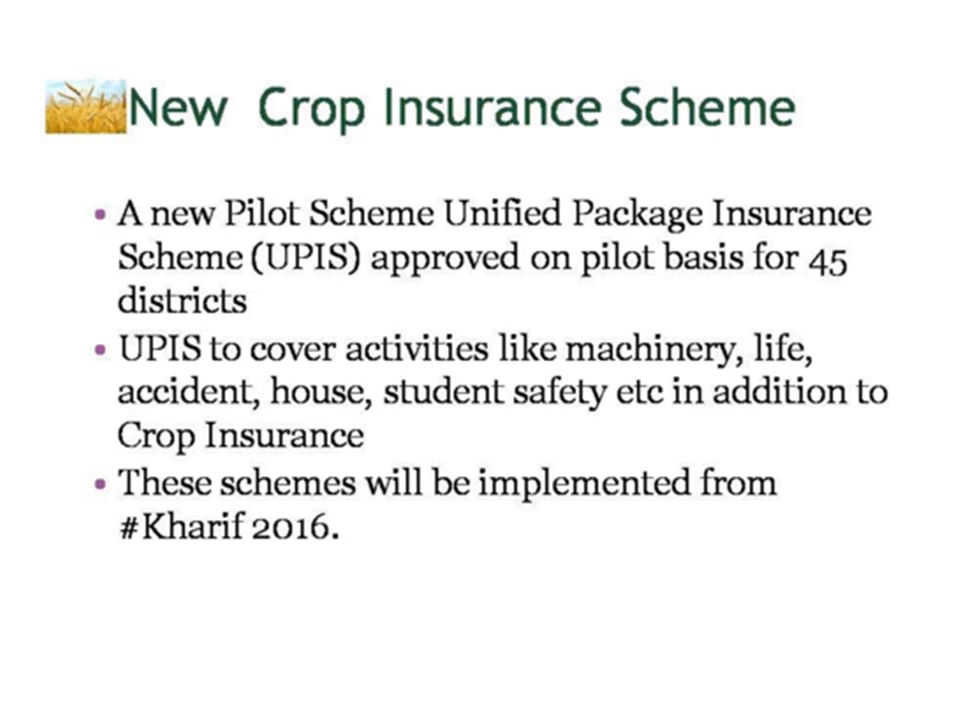 New Crop Insurance Scheme
• A new Pilot Scheme Unified Package Insurance
Scheme (UPIS) approved on pilot basis for 45
districts
• UPIS to cover activities like machinery, life,
accident, house, student safety etc in addition to
Crop Insurance
• These schemes will be implemented from
#Kharif 2016.